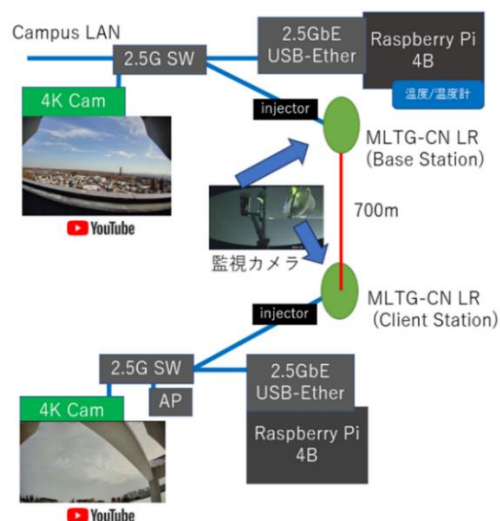 Campus LAN
2.5G SW
2.5GbE
USB-Ether
Raspberry Pi
4B
温度/温度計
4K Cam
injector
MLTG-CN LR
(Base Station)
YouTube
700m
監視カメラ
MLTG-CN LR
(Client Station)
injector
2.5G SW
2.5GbE
USB-Ether
AP
4K Cam
Raspberry Pi
4B
YouTube